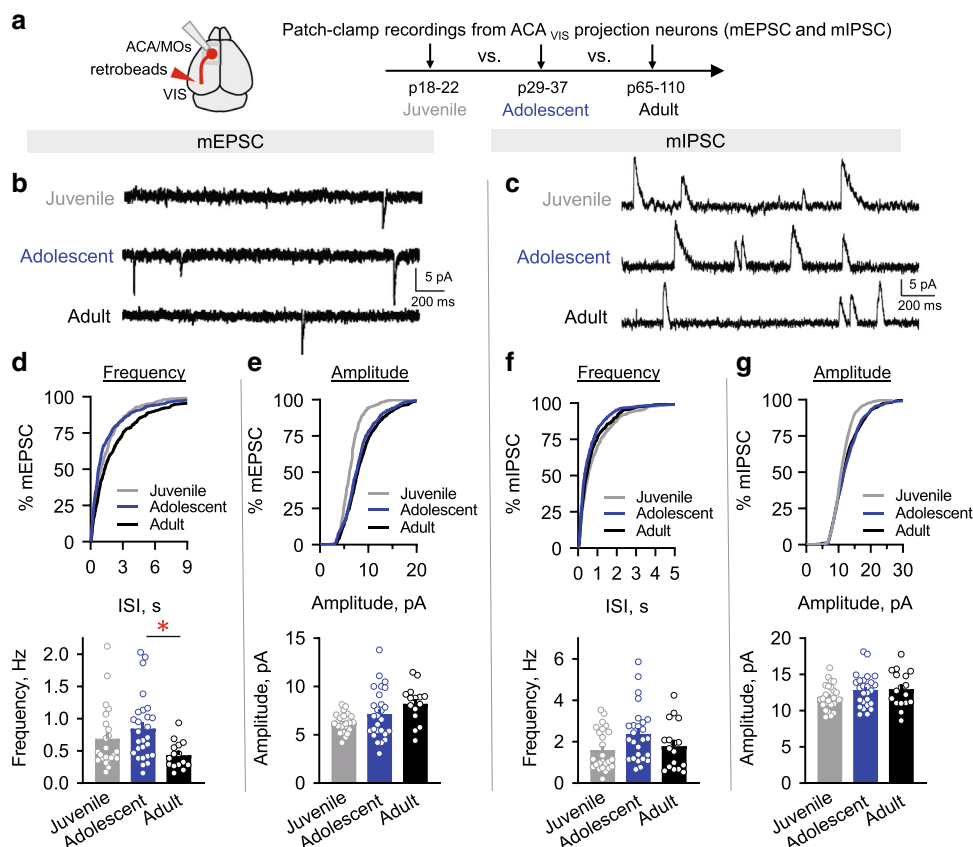 a
ACA/MOs
retrobeads
VIS
Patch-clamp recordings from ACA VIS projection neurons (mEPSC and mIPSC)
vs.
vs.
p18-22
p29-37
p65-110
Juvenile
Adolescent
Adult
mEPSC
mIPSC
b
Juvenile
Adolescent
Adult
5 pA
200 ms
c
Juvenile
Adolescent
Adult
5 pA
200 ms
d
Frequency
% mEPSC
100
75
50
25
0
Juvenile
Adolescent
Adult
0 3 6 9
ISI, s
Frequency, Hz
2.0
1.5
1.0
0.5
0.0
*
Juvenile
Adolescent
Adult
e
Amplitude
% mEPSC
100
75
50
25
0
Juvenile
Adolescent
Adult
0 10 20
Amplitude, pA
Amplitude, pA
15
10
5
0
Juvenile
Adolescent
Adult
f
Frequency
% mIPSC
100
75
50
25
0
Juvenile
Adolescent
Adult
0 1 2 3 4 5
ISI, s
Frequency, Hz
6
4
2
0
Juvenile
Adolescent
Adult
g
Amplitude
% mIPSC
100
75
50
25
0
Juvenile
Adolescent
Adult
0 10 20 30
Amplitude, pA
Amplitude, pA
20
15
10
5
0
Juvenile
Adolescent
Adult